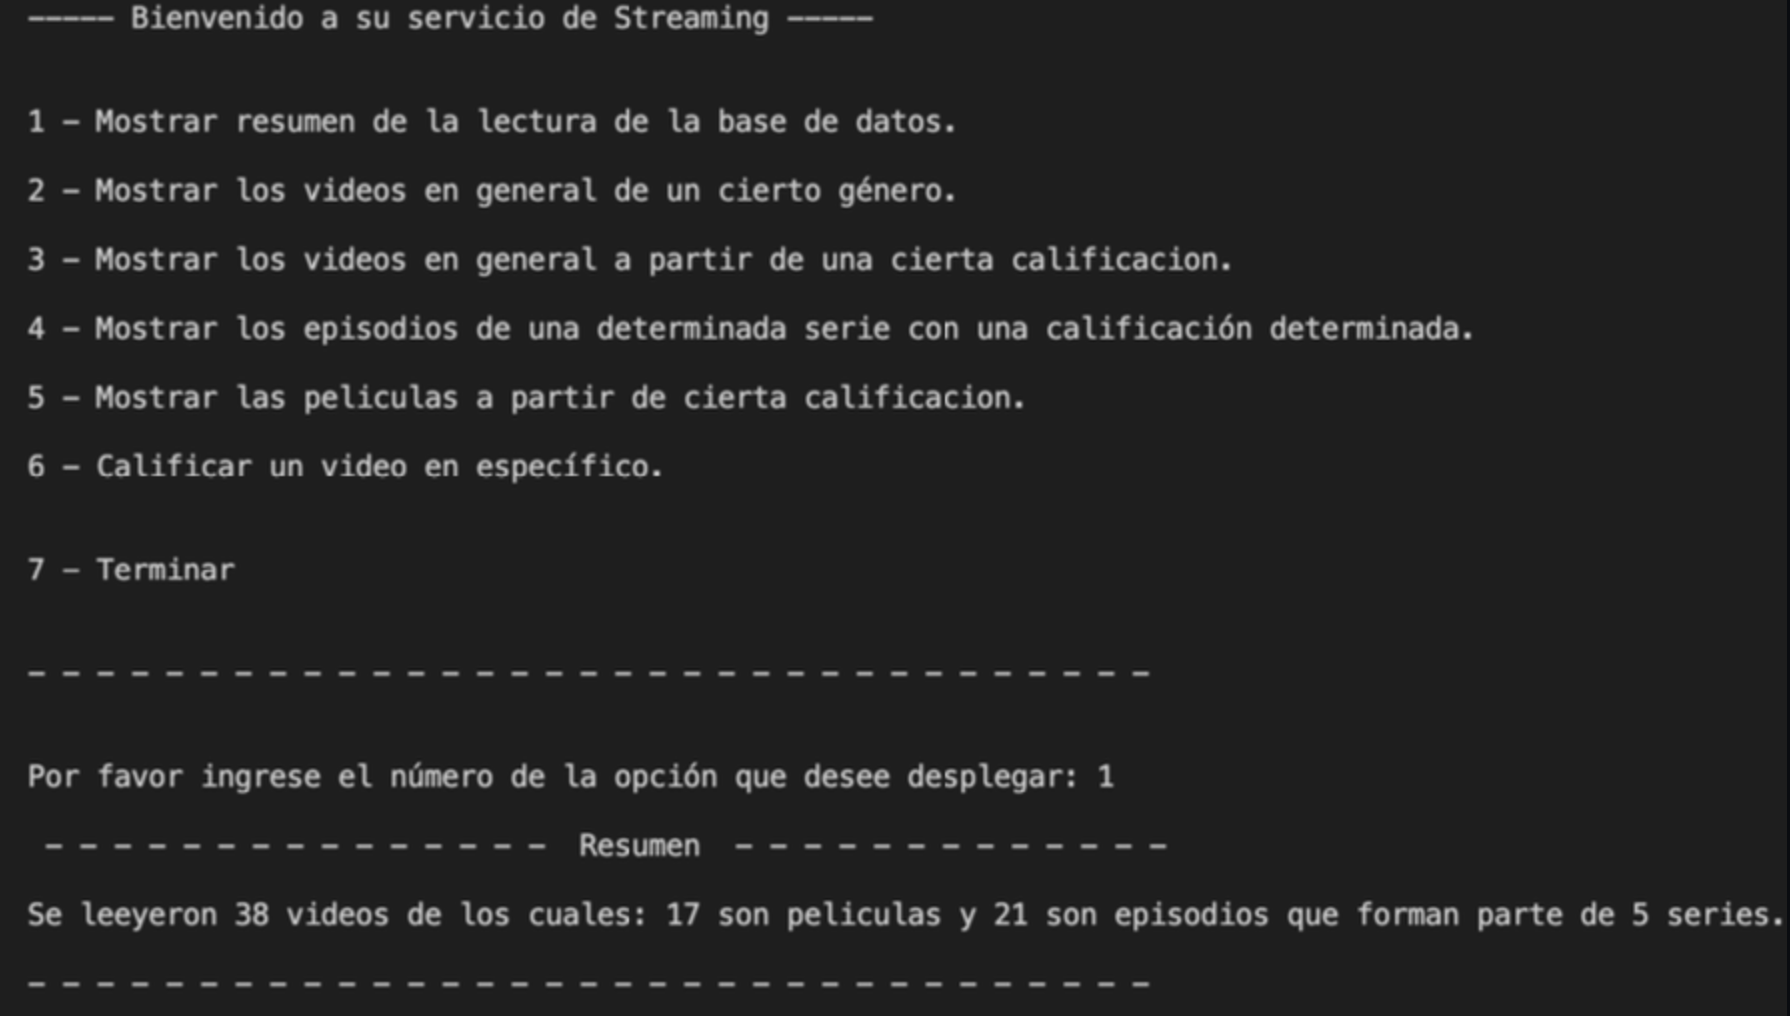 ----- Bienvenido a su servicio de Streaming -----
1 - Mostrar resumen de la lectura de la base de datos.
2 - Mostrar los videos en general de un cierto género.
3 - Mostrar los videos en general a partir de una cierta calificacion.
4 - Mostrar los episodios de una determinada serie con una calificación determinada.
5 - Mostrar las peliculas a partir de cierta calificacion.
6 - Calificar un video en específico.
7 - Terminar
- - - - - - - - - - - - - - - - - - - - - - - - - - - - - - - - -
Por favor ingrese el número de la opción que desee desplegar: 1
- - - - - - - - - - - - - - - Resumen - - - - - - - - - - - - -
Se leeyeron 38 videos de los cuales: 17 son peliculas y 21 son episodios que forman parte de 5 series.
- - - - - - - - - - - - - - - - - - - - - - - - - - - - - - - - -